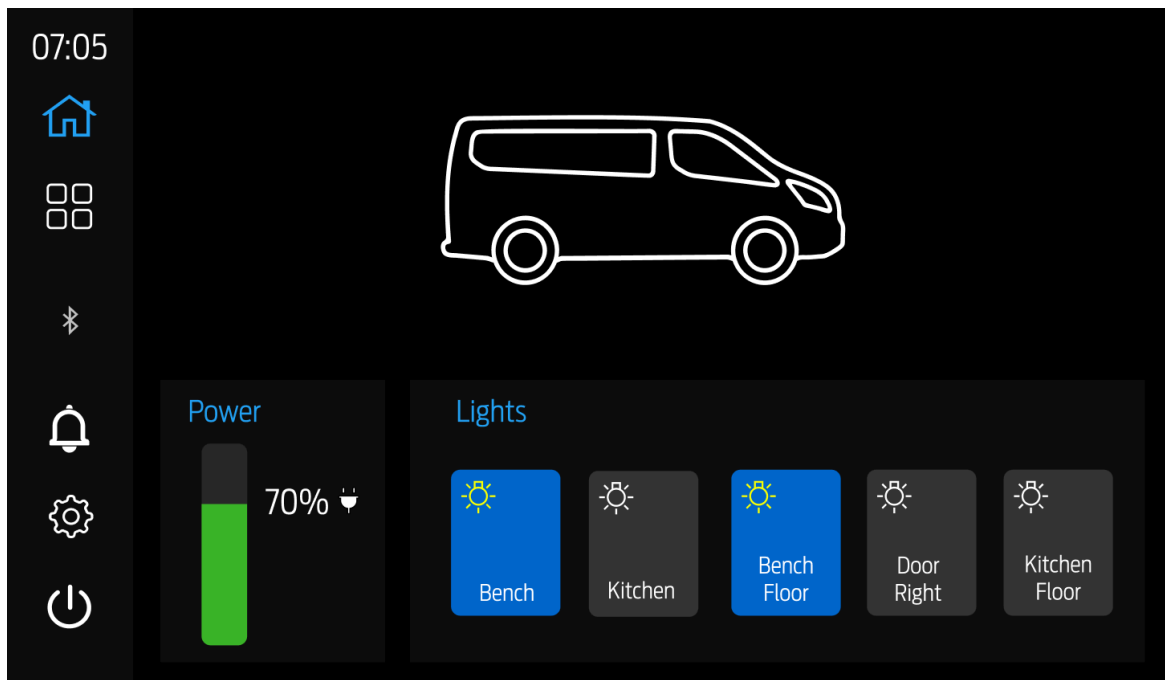 07:05
Power
70%
Lights
Bench
Kitchen
Bench
Floor
Door
Right
Kitchen
Floor